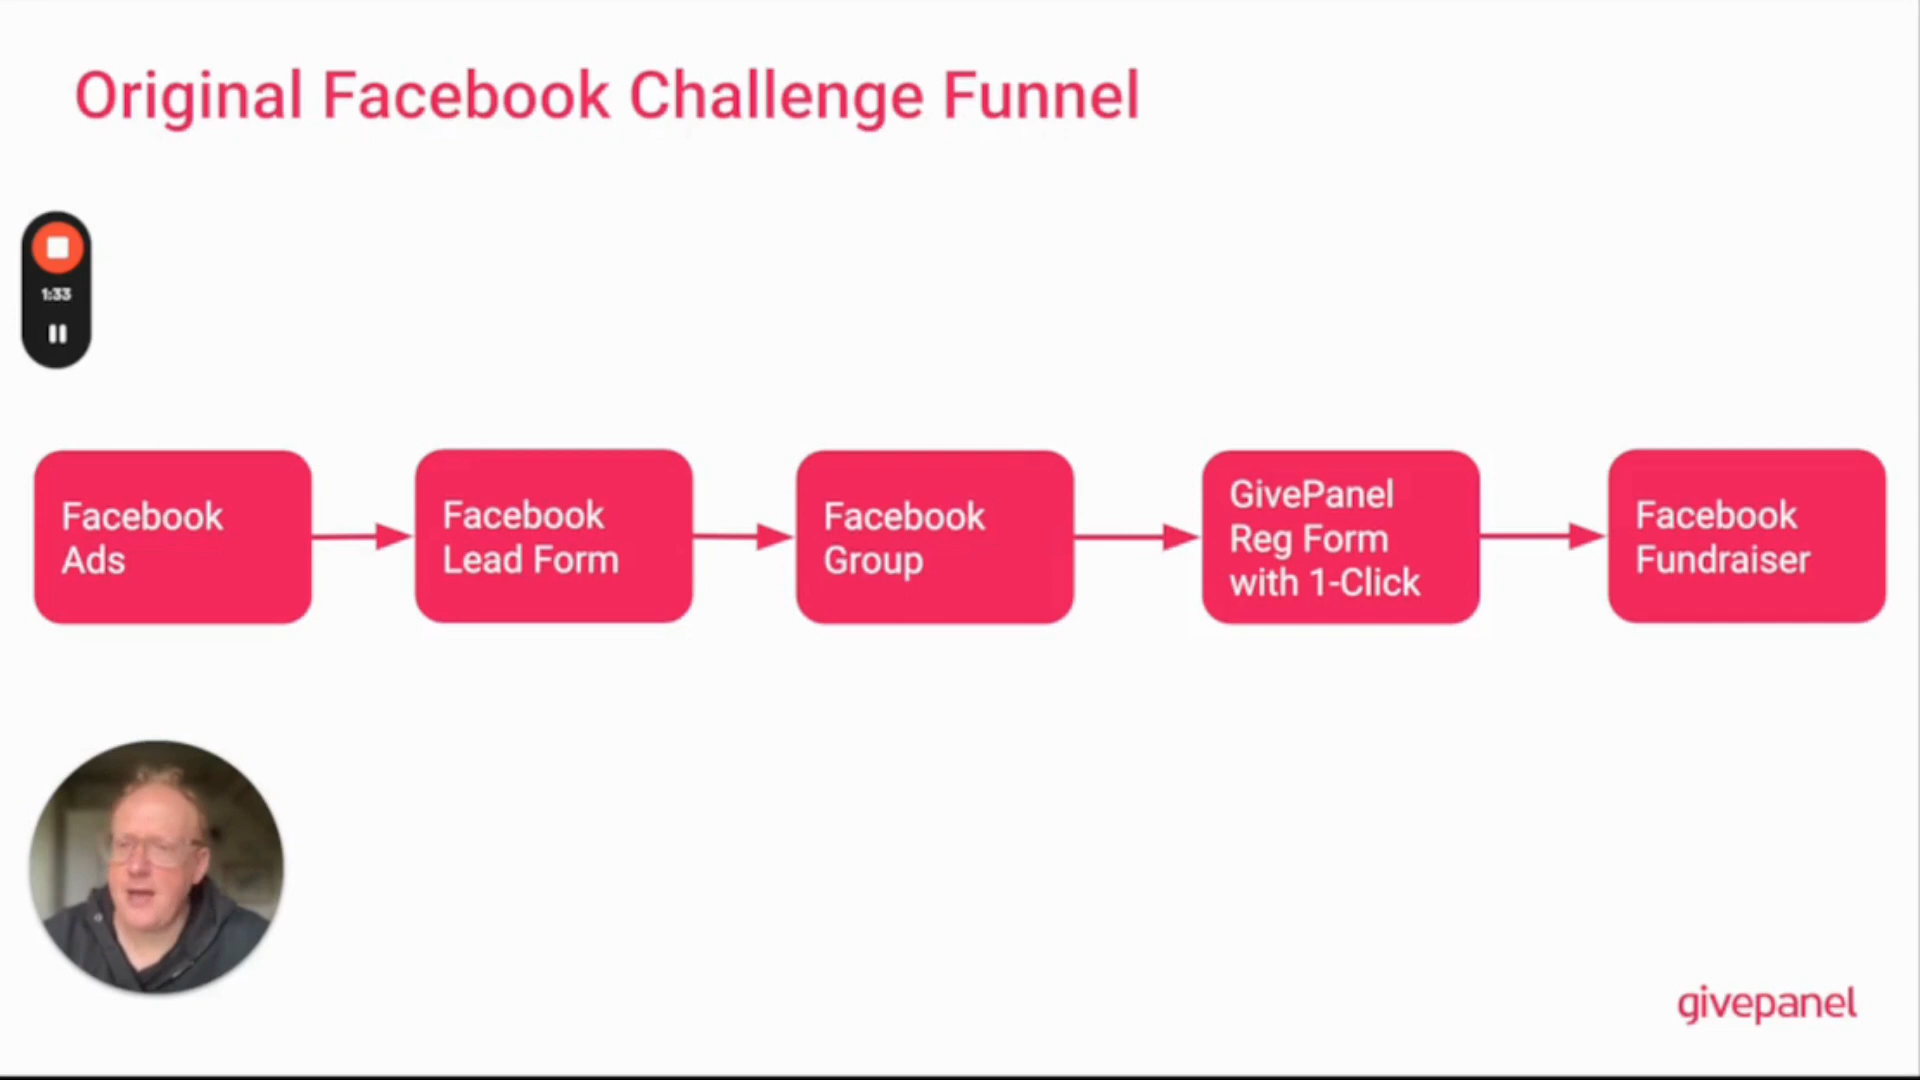 Original Facebook Challenge Funnel
1:33
Facebook
Ads
Facebook
Lead Form
Facebook
Group
GivePanel
Reg Form
with 1-Click
Facebook
Fundraiser
givepanel